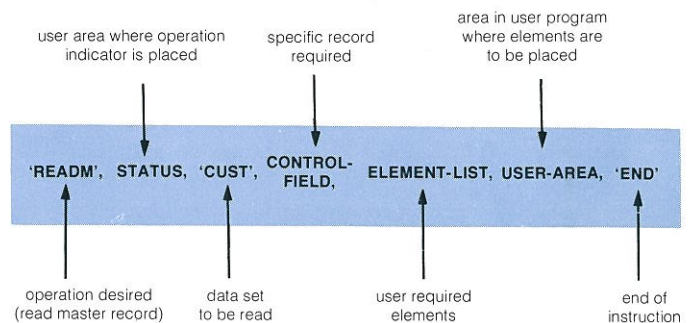 user area where operation
indicator is placed
specific record
required
area in user program
where elements are
to be placed
'READM', STATUS, 'CUST', CONTROL-
FIELD, ELEMENT-LIST, USER-AREA, 'END'
operation desired
(read master record)
data set
to be read
user required
elements
end of
instruction